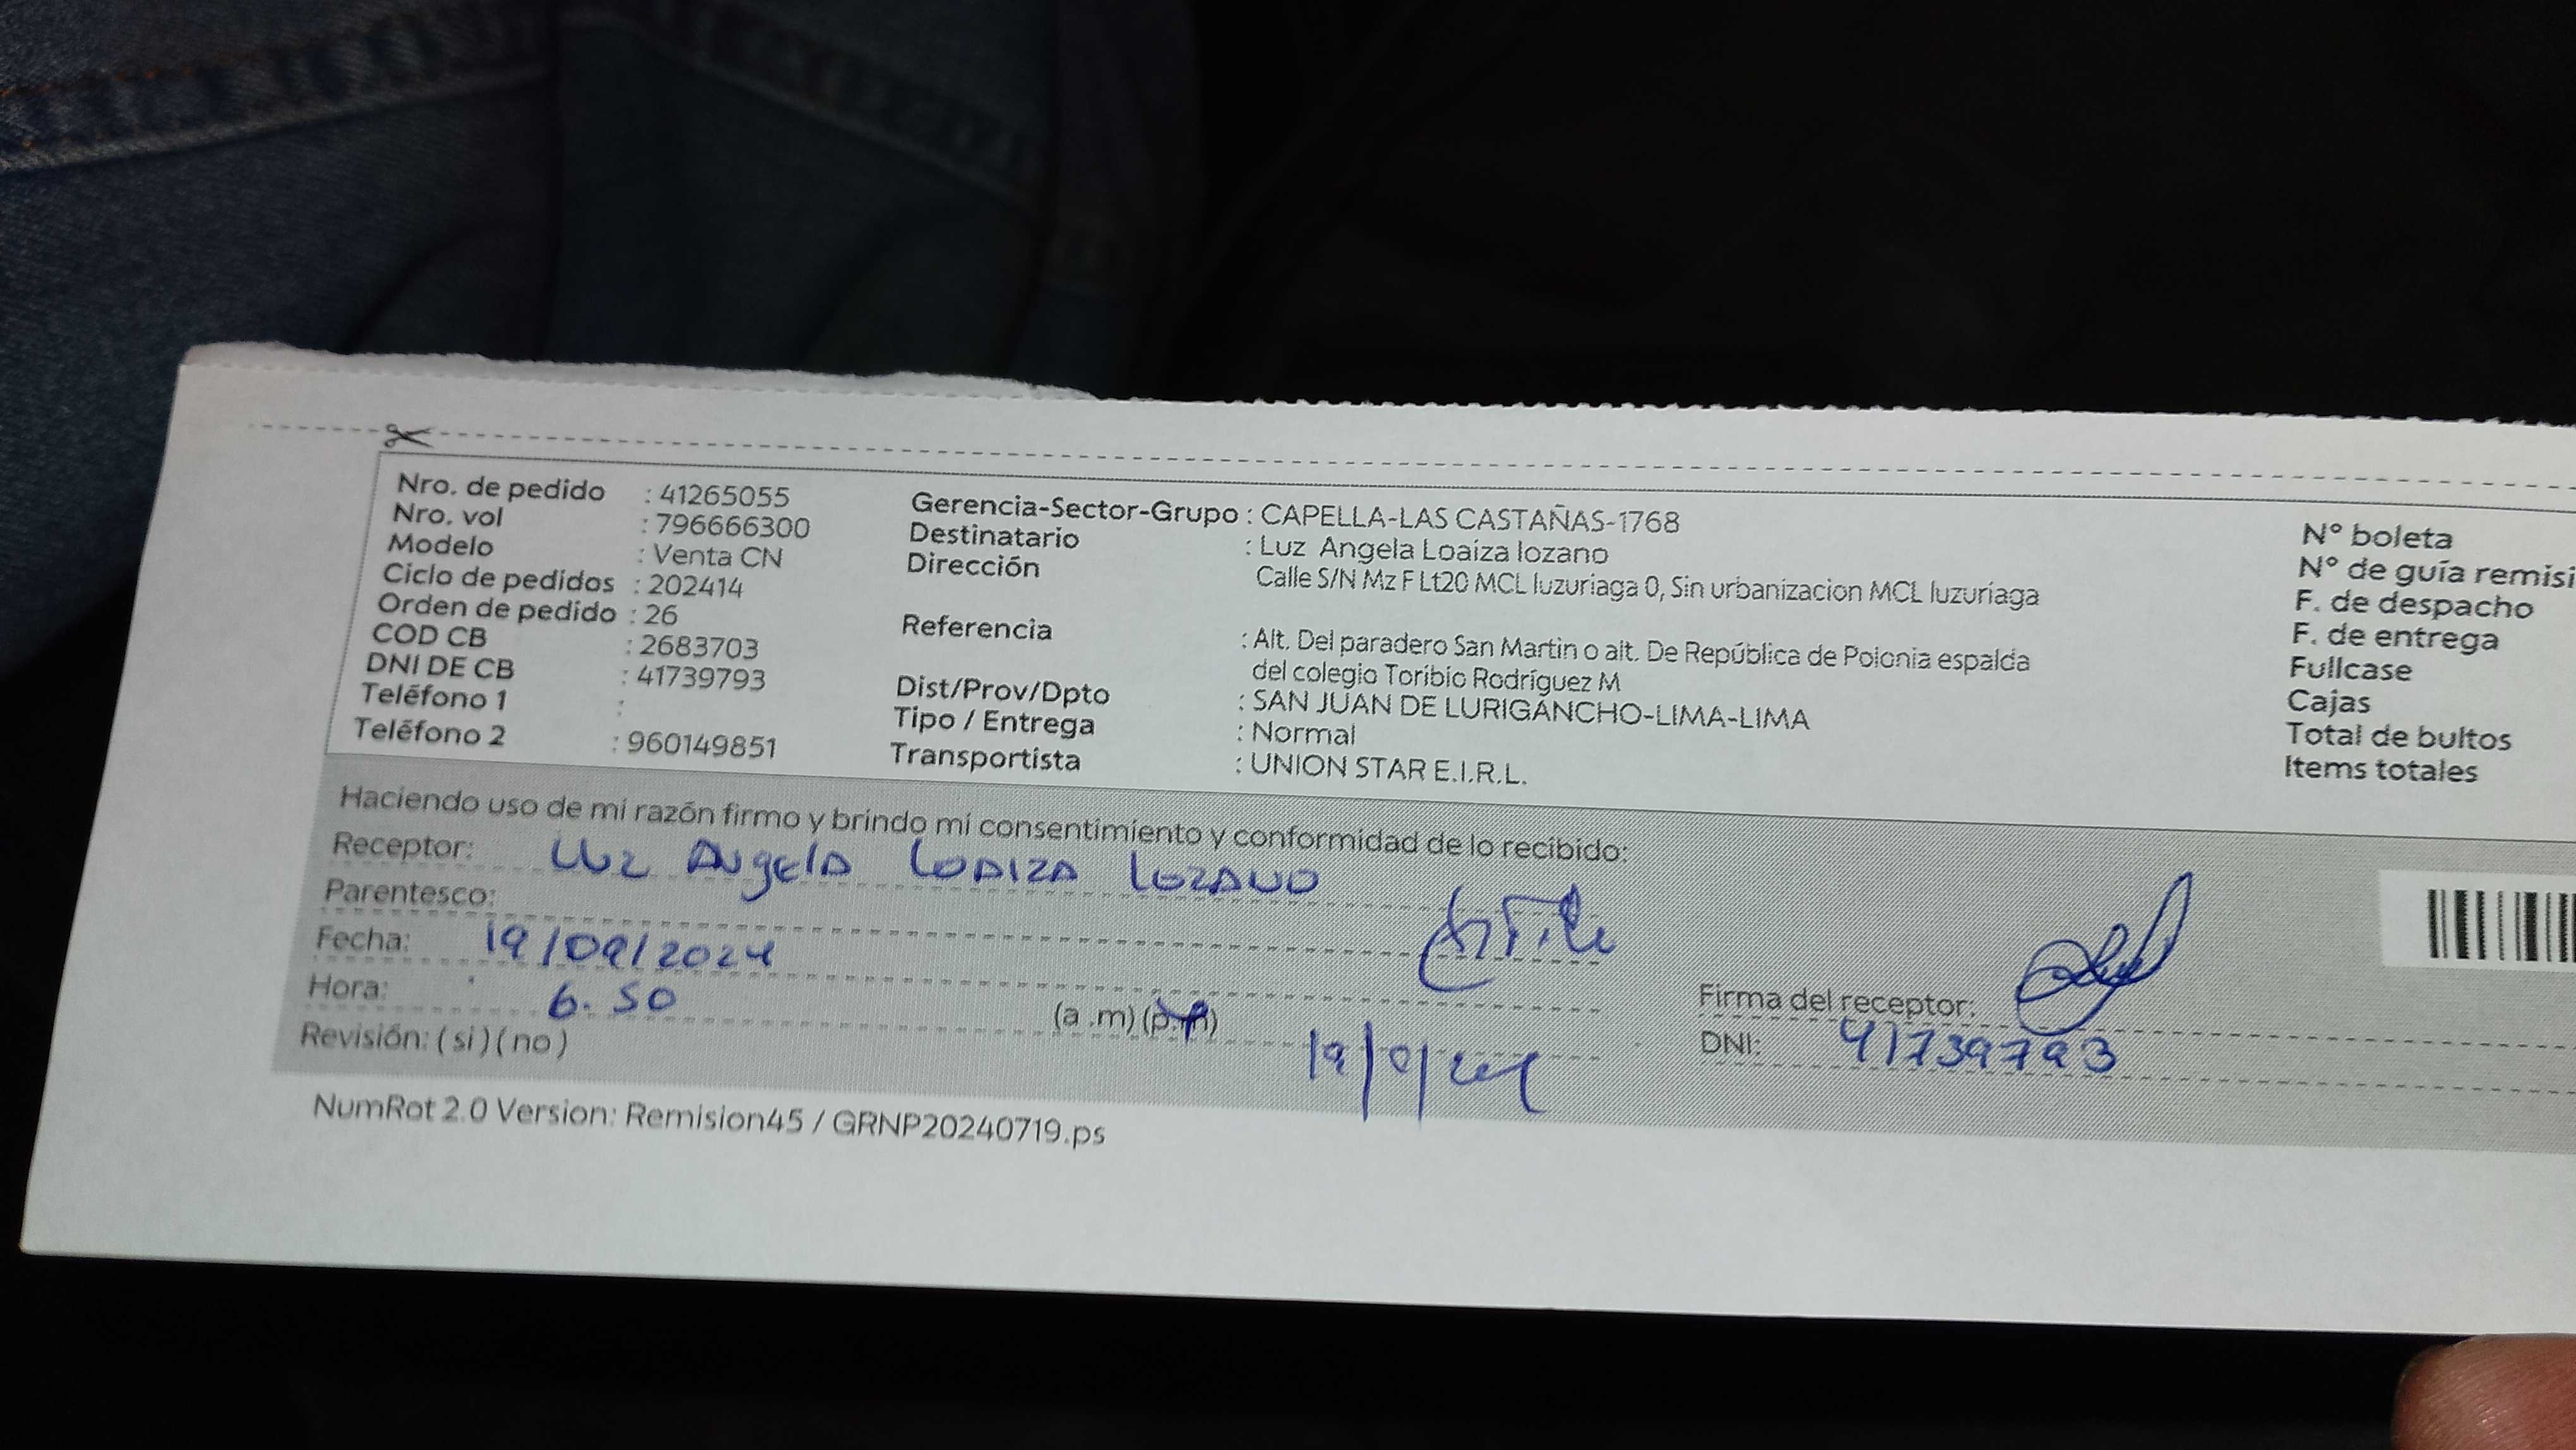 Nro. de pedido : 41265055
Nro. vol : 796666300
Modelo : Venta CN
Ciclo de pedidos : 202414
Orden de pedido : 26
COD CB : 2683703
DNI DE CB : 41739793
Teléfono 1 :
Teléfono 2 : 960149851
Gerencia-Sector-Grupo : CAPELLA-LAS CASTAÑAS-1768
Destinatario : Luz Angela Loaiza lozano
Dirección Calle S/N Mz F Lt20 MCL luzuriaga 0, Sin urbanizacion MCL luzuriaga
Referencia : Alt. Del paradero San Martin o alt. De República de Polonia espalda
del colegio Toribio Rodríguez M
Dist/Prov/Dpto : SAN JUAN DE LURIGANCHO-LIMA-LIMA
Tipo / Entrega : Normal
Transportista : UNION STAR E.I.R.L.
N° boleta
N° de guía remisi
F. de despacho
F. de entrega
Fullcase
Cajas
Total de bultos
Items totales
Haciendo uso de mi razón firmo y brindo mi consentimiento y conformidad de lo recibido:
Receptor: Luz Angela Loaiza Lozano
Parentesco:
Fecha: 19/09/2024
Hora: 6.50 (a .m) (p.m)
Revisión: ( si ) ( no )
Firma del receptor:
DNI: 41739793
NumRot 2.0 Version: Remision45 / GRNP20240719.ps